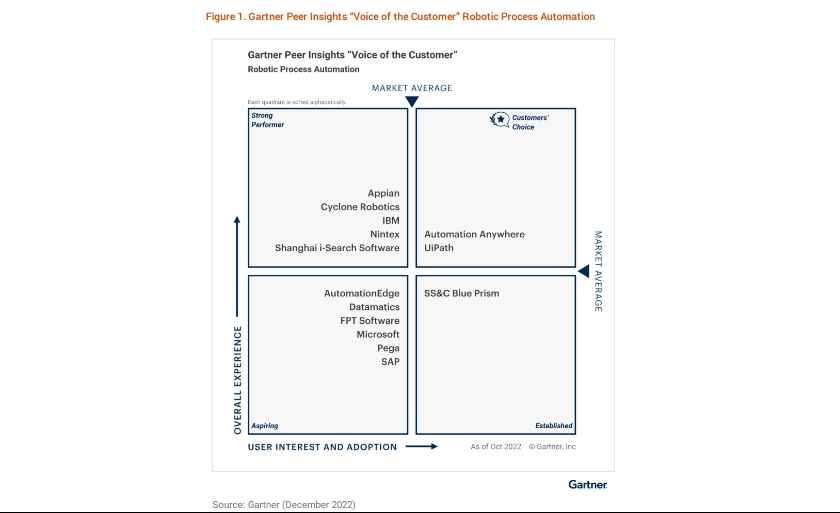 Figure 1. Gartner Peer Insights “Voice of the Customer” Robotic Process Automation
Gartner Peer Insights “Voice of the Customer”
Robotic Process Automation
MARKET AVERAGE
Each quadrant is sorted alphabetically.
Strong
Performer
Customers’
Choice
Appian
Cyclone Robotics
IBM
Nintex
Shanghai i-Search Software
Automation Anywhere
UiPath
MARKET AVERAGE
AutomationEdge
Datamatics
FPT Software
Microsoft
Pega
SAP
SS&C Blue Prism
OVERALL EXPERIENCE
Aspiring
Established
USER INTEREST AND ADOPTION
As of Oct 2022 © Gartner, Inc
Gartner
Source: Gartner (December 2022)